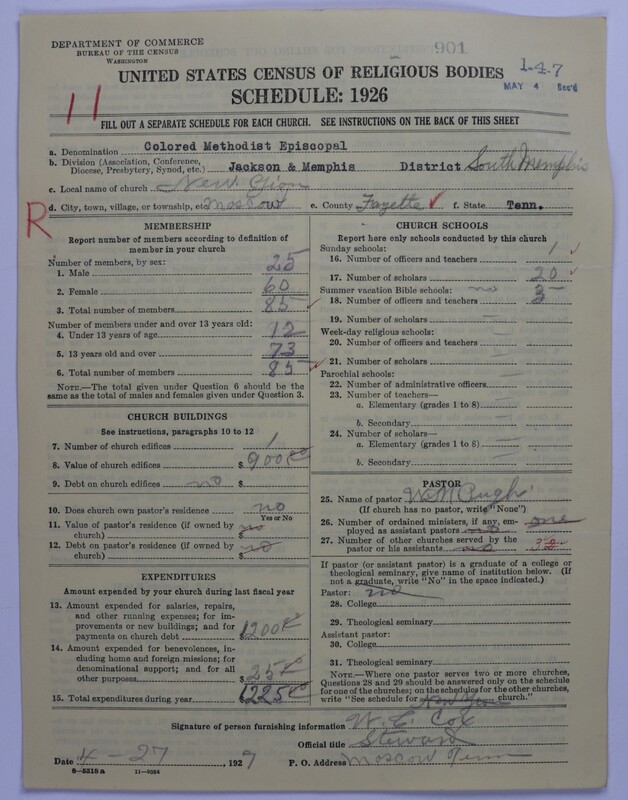 DEPARTMENT OF COMMERCE
BUREAU OF THE CENSUS
WASHINGTON
901
1-4-7
MAY 4 Rec'd
UNITED STATES CENSUS OF RELIGIOUS BODIES
SCHEDULE: 1926
11
FILL OUT A SEPARATE SCHEDULE FOR EACH CHURCH. SEE INSTRUCTIONS ON THE BACK OF THIS SHEET
a. Denomination Colored Methodist Episcopal
b. Division (Association, Conference, Diocese, Presbytery, Synod, etc.) Jackson & Memphis District South Memphis
c. Local name of church New Zion
d. City, town, village, or township, etc Moscow e. County Fayette f. State Tenn.
R
MEMBERSHIP
Report number of members according to definition of
member in your church
Number of members, by sex:
1. Male 25
2. Female 60
3. Total number of members 85
Number of members under and over 13 years old:
4. Under 13 years of age 12
5. 13 years old and over 73
6. Total number of members 85
NOTE.—The total given under Question 6 should be the
same as the total of males and females given under Question 3.
CHURCH BUILDINGS
See instructions, paragraphs 10 to 12
7. Number of church edifices 1
8. Value of church edifices $ 900 00
9. Debt on church edifices no $
10. Does church own pastor's residence no
Yes or No
11. Value of pastor's residence (if owned by
church) $ no
12. Debt on pastor's residence (if owned by
church) $ no
EXPENDITURES
Amount expended by your church during last fiscal year
13. Amount expended for salaries, repairs,
and other running expenses; for im-
provements or new buildings; and for
payments on church debt $1200 00
14. Amount expended for benevolences, in-
cluding home and foreign missions; for
denominational support; and for all
other purposes $ 25 00
15. Total expenditures during year $1225 00
CHURCH SCHOOLS
Report here only schools conducted by this church
Sunday schools:
16. Number of officers and teachers 1
17. Number of scholars 20
Summer vacation Bible schools: no
18. Number of officers and teachers 3
19. Number of scholars
Week-day religious schools:
20. Number of officers and teachers
21. Number of scholars
Parochial schools:
22. Number of administrative officers
23. Number of teachers—
a. Elementary (grades 1 to 8)
b. Secondary
24. Number of scholars—
a. Elementary (grades 1 to 8)
b. Secondary
PASTOR
25. Name of pastor W M Pugh
(If church has no pastor, write "None")
26. Number of ordained ministers, if any, em-
ployed as assistant pastors no one
27. Number of other churches served by the
pastor or his assistants no
If pastor (or assistant pastor) is a graduate of a college or
theological seminary, give name of institution below. (If
not a graduate, write "No" in the space indicated.)
Pastor: no
28. College
29. Theological seminary
Assistant pastor:
30. College
31. Theological seminary
NOTE.—Where one pastor serves two or more churches,
Questions 28 and 29 should be answered only on the schedule
for one of the churches; on the schedules for the other churches,
write "See schedule for New Zion church."
Signature of person furnishing information W. E. Cox
Official title Steward
Date 4-27, 1927 P. O. Address Moscow Tenn
8-5318 a 11-9084